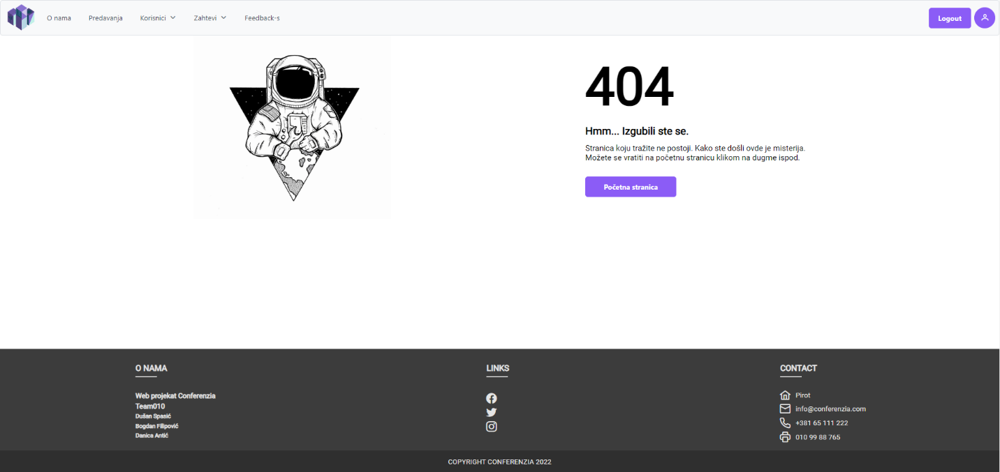 O nama
Predavanja
Korisnici
Zahtevi
Feedback-s
Logout
404
Hmm... Izgubili ste se.
Stranica koju tražite ne postoji. Kako ste došli ovde je misterija.
Možete se vratiti na početnu stranicu klikom na dugme ispod.
Početna stranica
O NAMA
Web projekat Conferenzia
Team010
Dušan Spasić
Bogdan Filipović
Danica Antić
LINKS
CONTACT
Pirot
info@conferenzia.com
+381 65 111 222
010 99 88 765
COPYRIGHT CONFERENZIA 2022